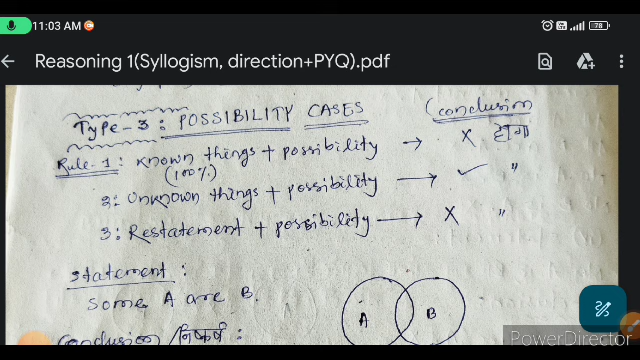 11:03 AM
78
Reasoning 1(Syllogism, direction+PYQ).pdf
Type-3: POSSIBILITY CASES
Conclusion
Rule-1: Known things + possibility → X होगा
(100%)
2: Unknown things + possibility → ✓ "
3: Restatement + possibility → X "
Statement:
Some A are B.
A B
Conclusion /निष्कर्ष:
PowerDirector